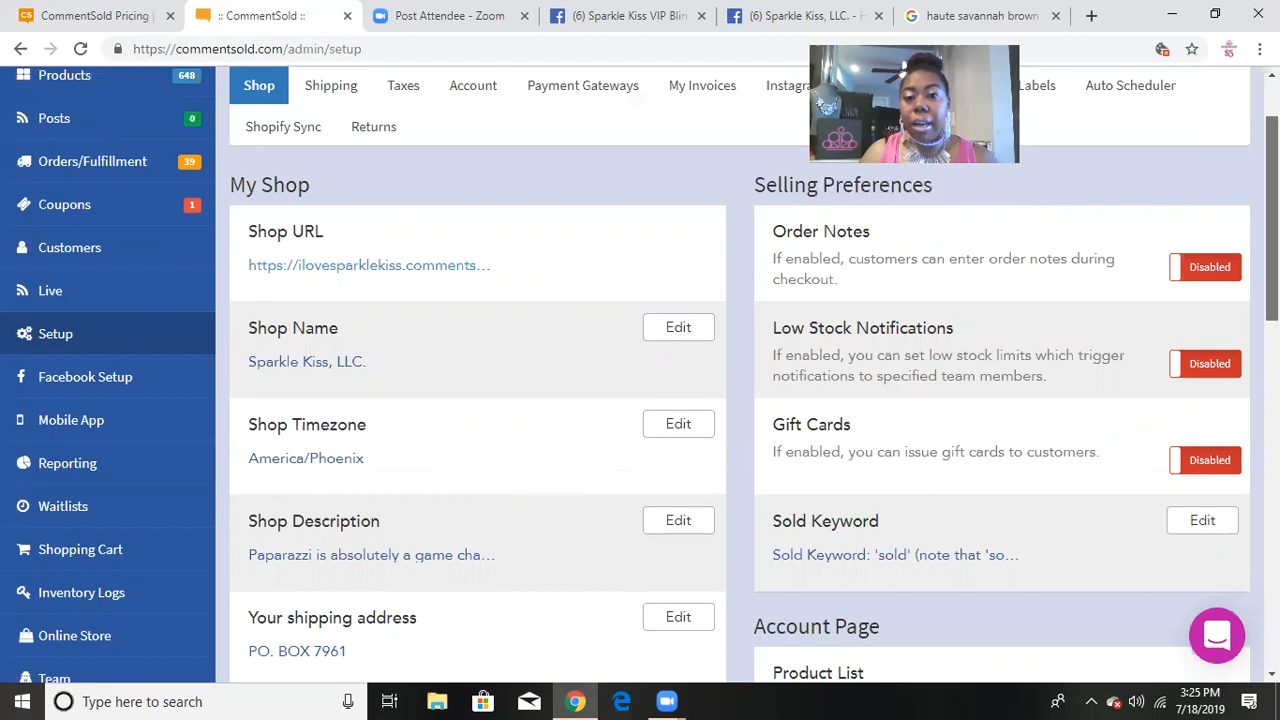 CommentSold Pricing |
:: CommentSold ::
Post Attendee - Zoom
(6) Sparkle Kiss VIP Blin
(6) Sparkle Kiss, LLC. - H
haute savannah brown
https://commentsold.com/admin/setup
Products 648
Posts 0
Orders/Fulfillment 39
Coupons 1
Customers
Live
Setup
Facebook Setup
Mobile App
Reporting
Waitlists
Shopping Cart
Inventory Logs
Online Store
Team
Shop Shipping Taxes Account Payment Gateways My Invoices Instagra Labels Auto Scheduler
Shopify Sync Returns
My Shop
Shop URL
https://ilovesparklekiss.comments...
Shop Name Edit
Sparkle Kiss, LLC.
Shop Timezone Edit
America/Phoenix
Shop Description Edit
Paparazzi is absolutely a game cha...
Your shipping address Edit
PO. BOX 7961
Selling Preferences
Order Notes
If enabled, customers can enter order notes during
checkout.
Disabled
Low Stock Notifications
If enabled, you can set low stock limits which trigger
notifications to specified team members.
Disabled
Gift Cards
If enabled, you can issue gift cards to customers.
Disabled
Sold Keyword Edit
Sold Keyword: 'sold' (note that 'so...
Account Page
Product List
Type here to search
3:25 PM
7/18/2019